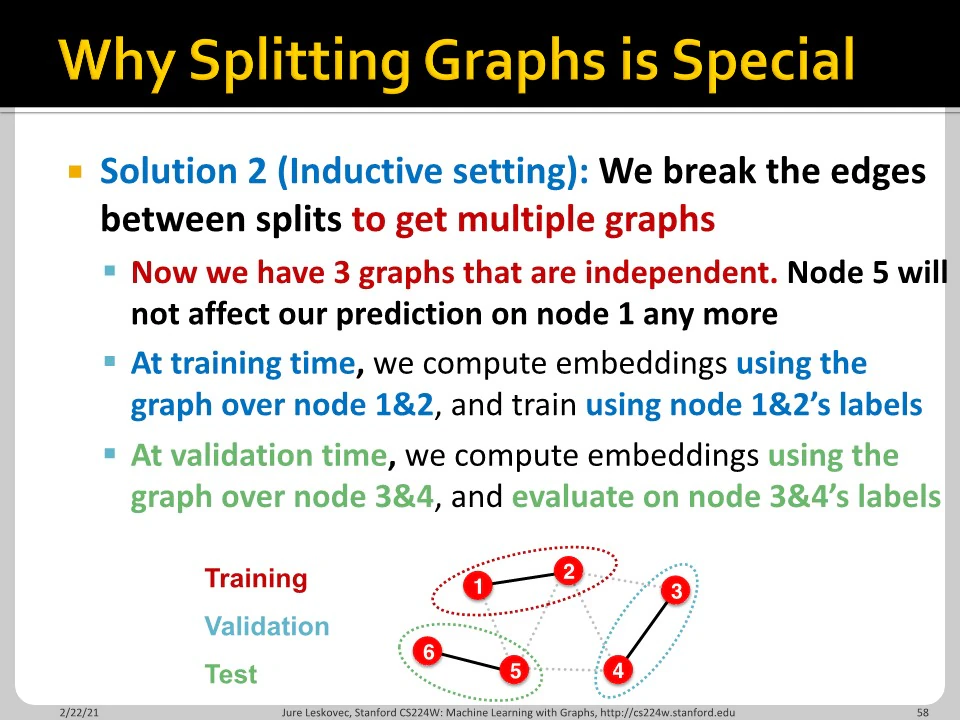 Why Splitting Graphs is Special
Solution 2 (Inductive setting): We break the edges
between splits to get multiple graphs
Now we have 3 graphs that are independent. Node 5 will
not affect our prediction on node 1 any more
At training time, we compute embeddings using the
graph over node 1&2, and train using node 1&2’s labels
At validation time, we compute embeddings using the
graph over node 3&4, and evaluate on node 3&4’s labels
Training
Validation
Test
1
2
3
6
5
4
2/22/21
Jure Leskovec, Stanford CS224W: Machine Learning with Graphs, http://cs224w.stanford.edu
58